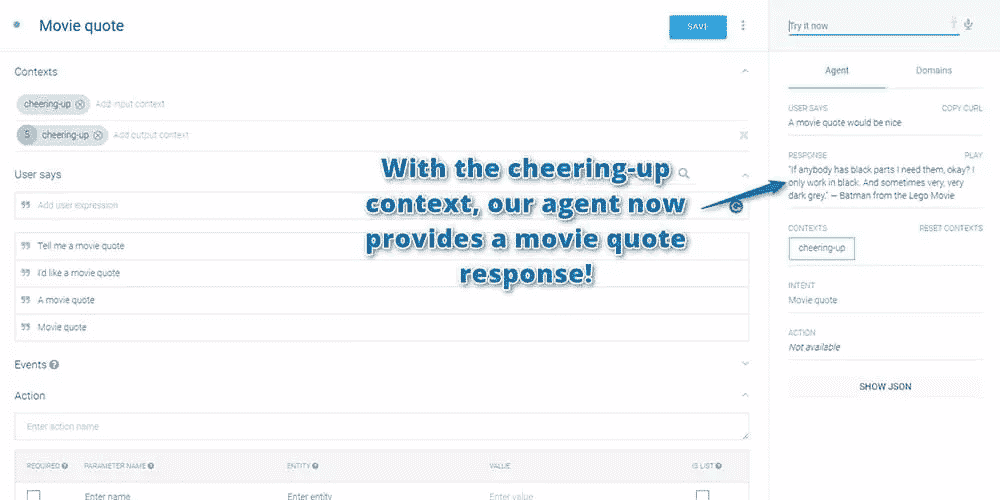 Movie quote
SAVE
Contexts
cheering-up
Add input context
5 cheering-up
Add output context
User says
Add user expression
Tell me a movie quote
I'd like a movie quote
A movie quote
Movie quote
Events
Action
Enter action name
REQUIRED PARAMETER NAME ENTITY VALUE IS LIST
Enter name Enter entity Enter value
With the cheering-up
context, our agent now
provides a movie quote
response!
Try it now
Agent Domains
USER SAYS COPY CURL
A movie quote would be nice
RESPONSE PLAY
"If anybody has black parts I need them, okay? I
only work in black. And sometimes very, very
dark grey." — Batman from the Lego Movie
CONTEXTS RESET CONTEXTS
cheering-up
INTENT
Movie quote
ACTION
Not available
SHOW JSON